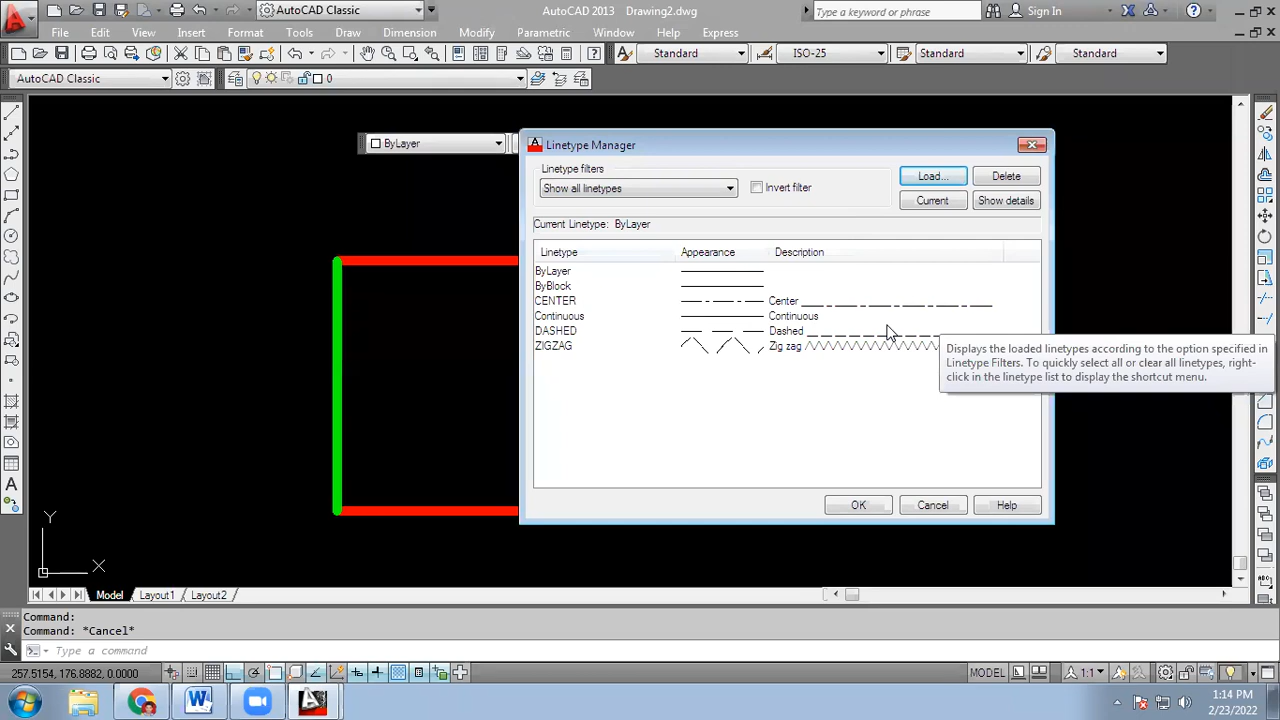 AutoCAD Classic
AutoCAD 2013 Drawing2.dwg
Type a keyword or phrase
Sign In
File Edit View Insert Format Tools Draw Dimension Modify Parametric Window Help Express
Standard
ISO-25
Standard
Standard
AutoCAD Classic
0
ByLayer
Linetype Manager
Linetype filters
Show all linetypes
Invert filter
Load...
Delete
Current
Show details
Current Linetype: ByLayer
Linetype Appearance Description
ByLayer
ByBlock
CENTER Center
Continuous Continuous
DASHED Dashed
ZIGZAG Zig zag
Displays the loaded linetypes according to the option specified in
Linetype Filters. To quickly select all or clear all linetypes, right-
click in the linetype list to display the shortcut menu.
OK Cancel Help
Y
X
Model Layout1 Layout2
Command:
Command: *Cancel*
Type a command
257.5154, 176.8882, 0.0000
MODEL
1:1
1:14 PM
2/23/2022